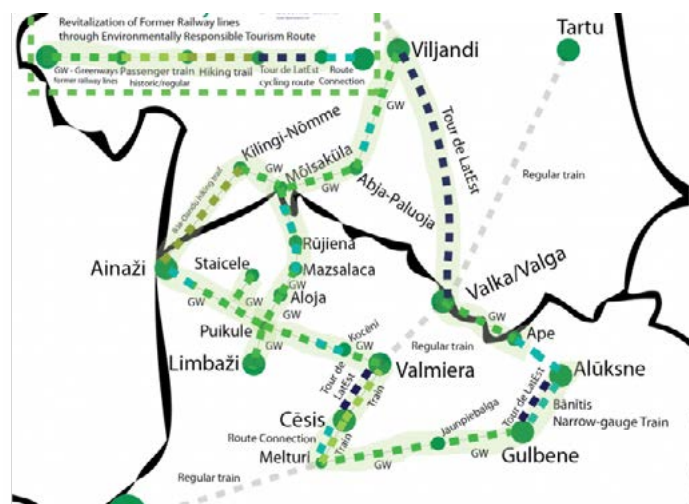 Revitalization of Former Railway lines
through Environmentally Responsible Tourism Route
GW - Greenways
former railway lines
Passenger train
historic/regular
Hiking trail
Tour de LatEst
cycling route
Route
Connection
Viljandi
Tartu
Kilingi-Nõmme
GW
GW
Mõisaküla
GW
Abja-Paluoja
Tour de LatEst
Regular train
hiking trail
Rūjiena
Ainaži
Staicele
Mazsalaca
GW
Valka/Valga
GW
GW
Aloja
GW
Puikule
Kocēni
Ape
GW
GW
Regular train
Limbaži
Valmiera
Alūksne
Tour de
LatEst
Train
Tour de LatEst
Bānītis
Narrow-gauge Train
Cēsis
Jaunpiebalga
Route Connection
Train
GW
Gulbene
Melturi
GW
Regular train